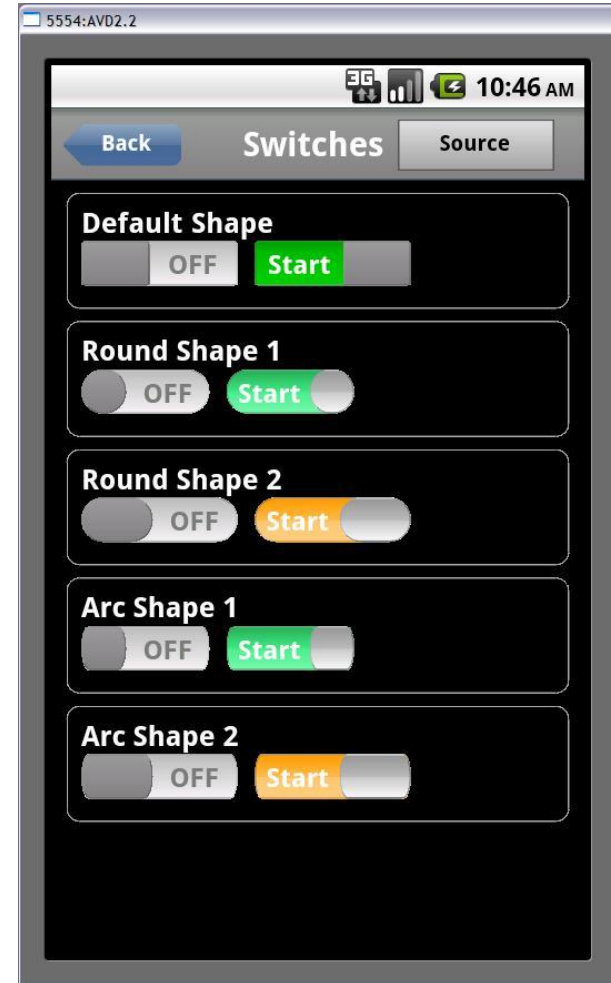 5554:AVD2.2
3G 10:46 AM
Back Switches Source
Default Shape
OFF Start
Round Shape 1
OFF Start
Round Shape 2
OFF Start
Arc Shape 1
OFF Start
Arc Shape 2
OFF Start